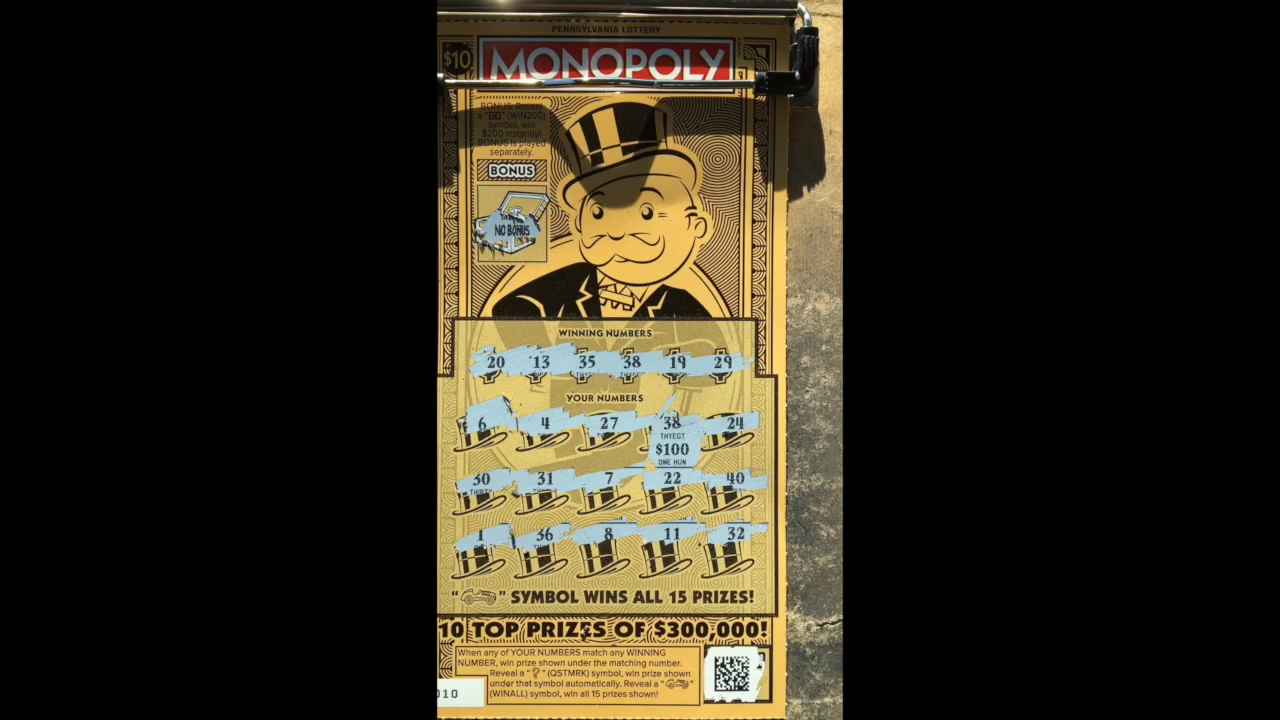 PENNSYLVANIA LOTTERY
$10
MONOPOLY
BONUS: Reveal
a "GO" (WIN200)
symbol, win
$200 instantly!
BONUS is played
separately.
BONUS
NO BONUS
WINNING NUMBERS
20 13 35 38 19 29
YOUR NUMBERS
6 4 27 38 24
THYEGT
$100
ONE HUN
30 31 7 22 40
THIRTY
1 36 8 11 32
" " SYMBOL WINS ALL 15 PRIZES!
10 TOP PRIZES OF $300,000!
When any of YOUR NUMBERS match any WINNING
NUMBER, win prize shown under the matching number.
Reveal a "?" (QSTMRK) symbol, win prize shown
under that symbol automatically. Reveal a " "
(WINALL) symbol, win all 15 prizes shown!
010